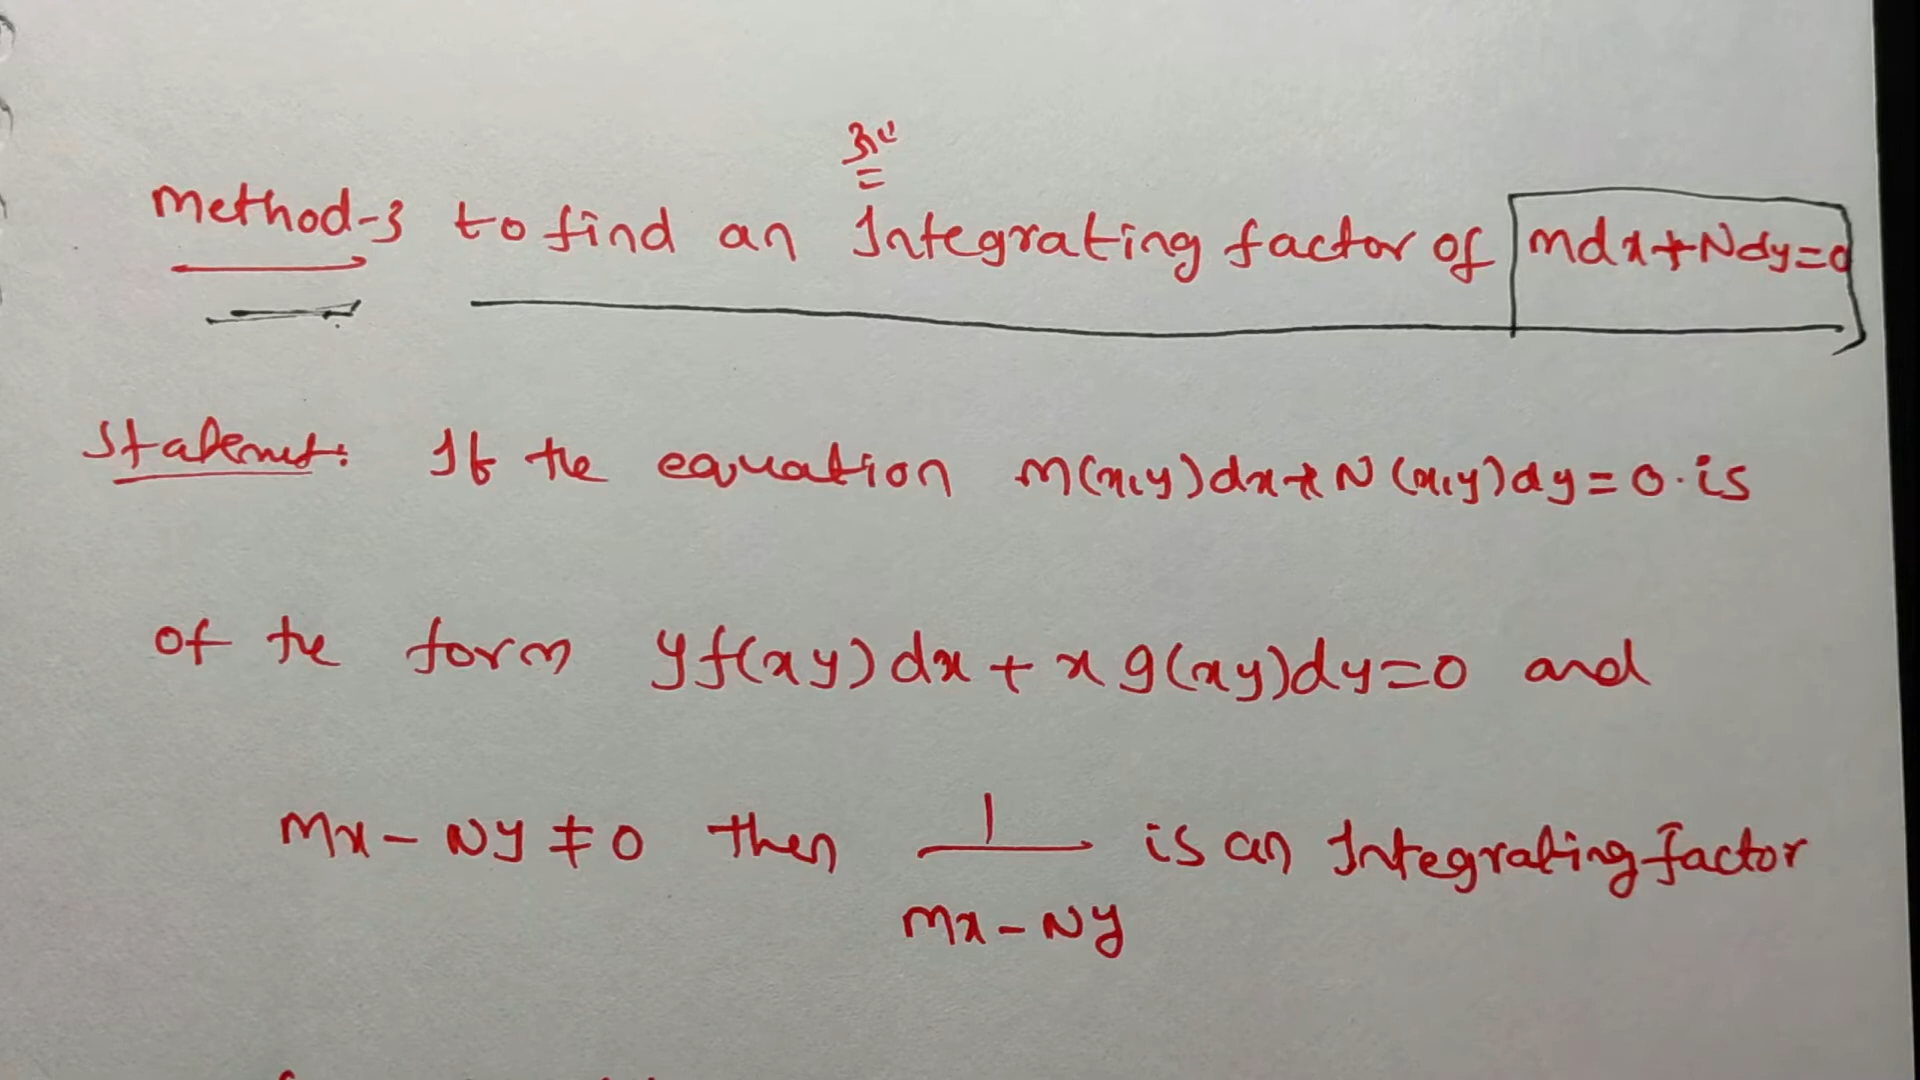 Method-3 to find an Integrating factor of Mdx+Ndy=0
Statement: If the equation M(x,y)dx+N(x,y)dy=0. is
of the form yf(xy)dx + xg(xy)dy=0 and
Mx-Ny≠0 then 1/(Mx-Ny) is an Integrating factor